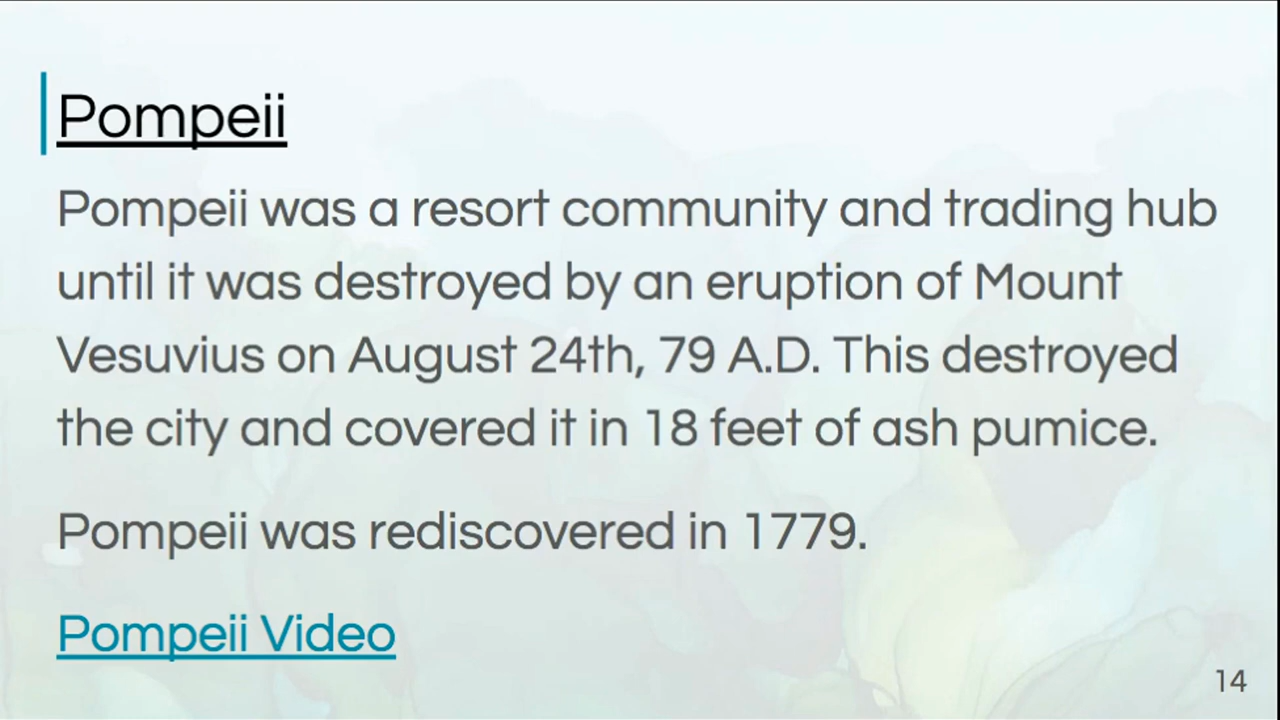 Pompeii
Pompeii was a resort community and trading hub
until it was destroyed by an eruption of Mount
Vesuvius on August 24th, 79 A.D. This destroyed
the city and covered it in 18 feet of ash pumice.
Pompeii was rediscovered in 1779.
Pompeii Video
14